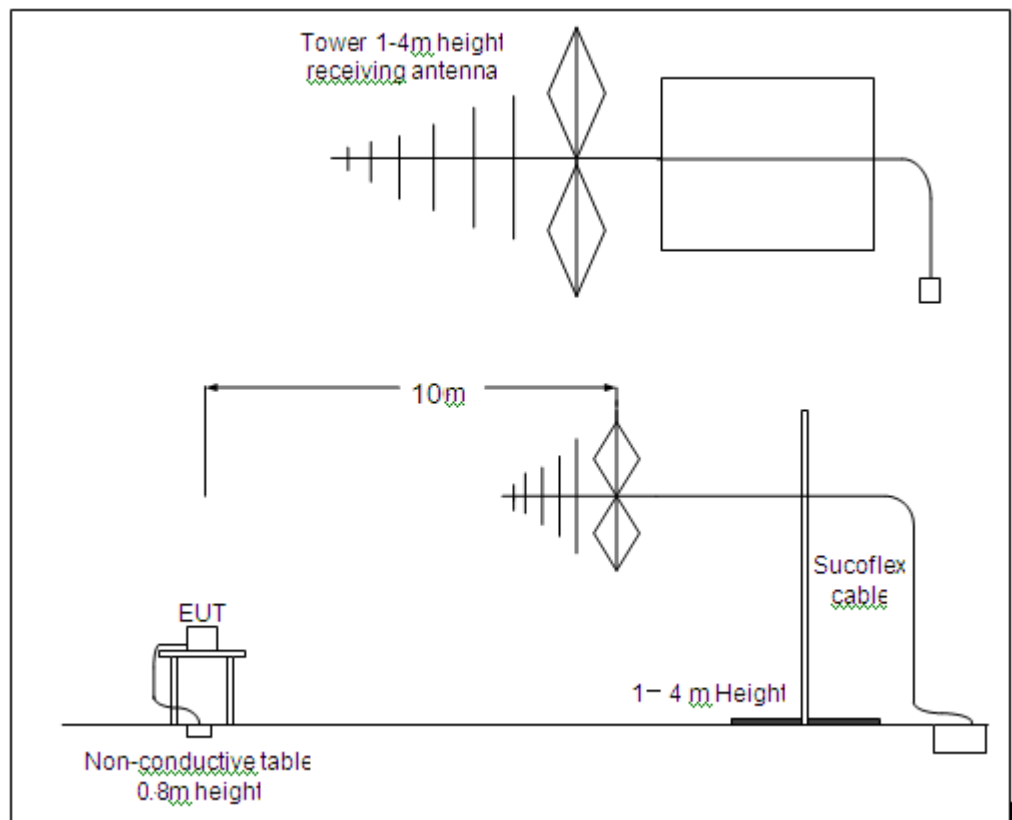 Tower 1-4m height
receiving antenna
10m
Sucoflex
cable
EUT
1– 4 m Height
Non-conductive table
0.8m height